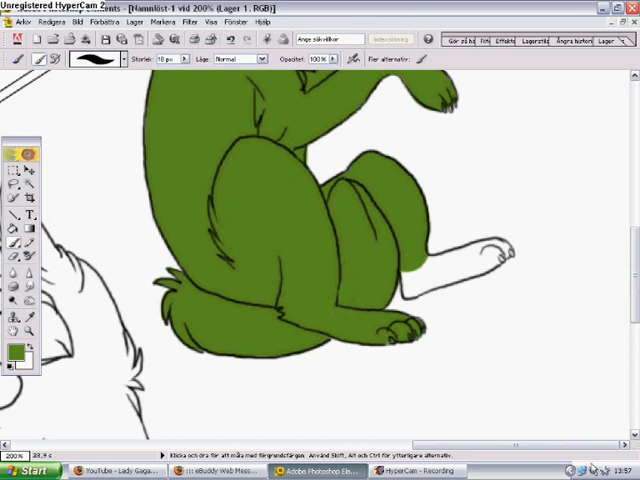 Unregistered HyperCam 2
Elements - [Namnlöst-1 vid 200% (Lager 1, RGB)]
Arkiv Redigera Bild Förbättra Lager Markera Filter Visa Fönster Hjälp
Ange sökvillkor
Storlek: 18 px Läge: Normal Opacitet: 100% Fler alternativ:
200% 38,9 s Klicka och dra för att måla med förgrundsfärgen. Använd Skift, Alt och Ctrl för ytterligare alternativ.
Start YouTube - Lady Gaga... ::: eBuddy Web Mess... Adobe Photoshop Ele... HyperCam - Recording 13:57